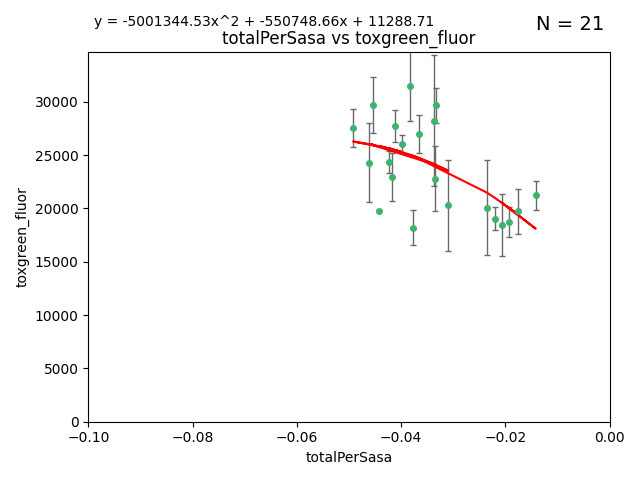 y = -5001344.53x^2 + -550748.66x + 11288.71
N = 21
totalPerSasa vs toxgreen_fluor
30000
25000
20000
15000
10000
5000
0
toxgreen_fluor
−0.10
−0.08
−0.06
−0.04
−0.02
0.00
totalPerSasa